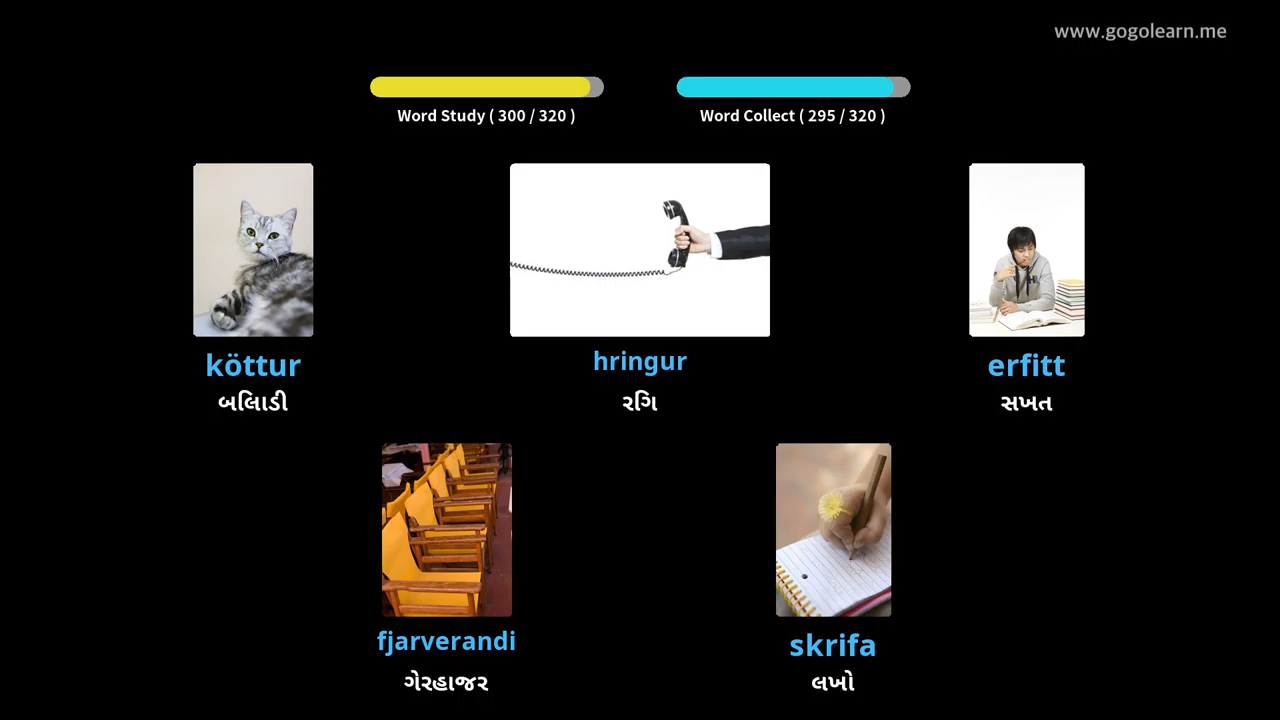 www.gogolearn.me
Word Study ( 300 / 320 )
Word Collect ( 295 / 320 )
köttur
બલિાડી
hringur
રગિ
erfitt
સખત
fjarverandi
ગેરહાજર
skrifa
લખો